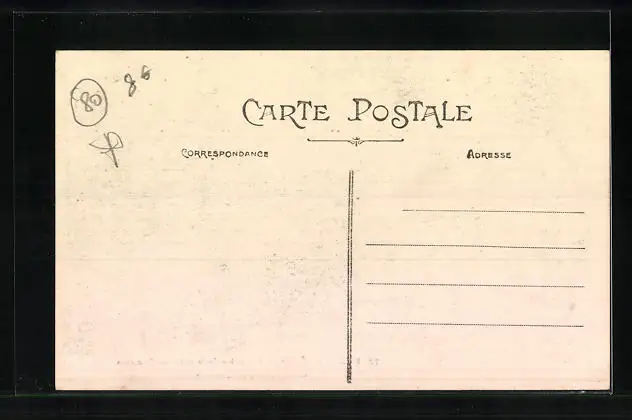 80
86
CARTE POSTALE
CORRESPONDANCE
ADRESSE